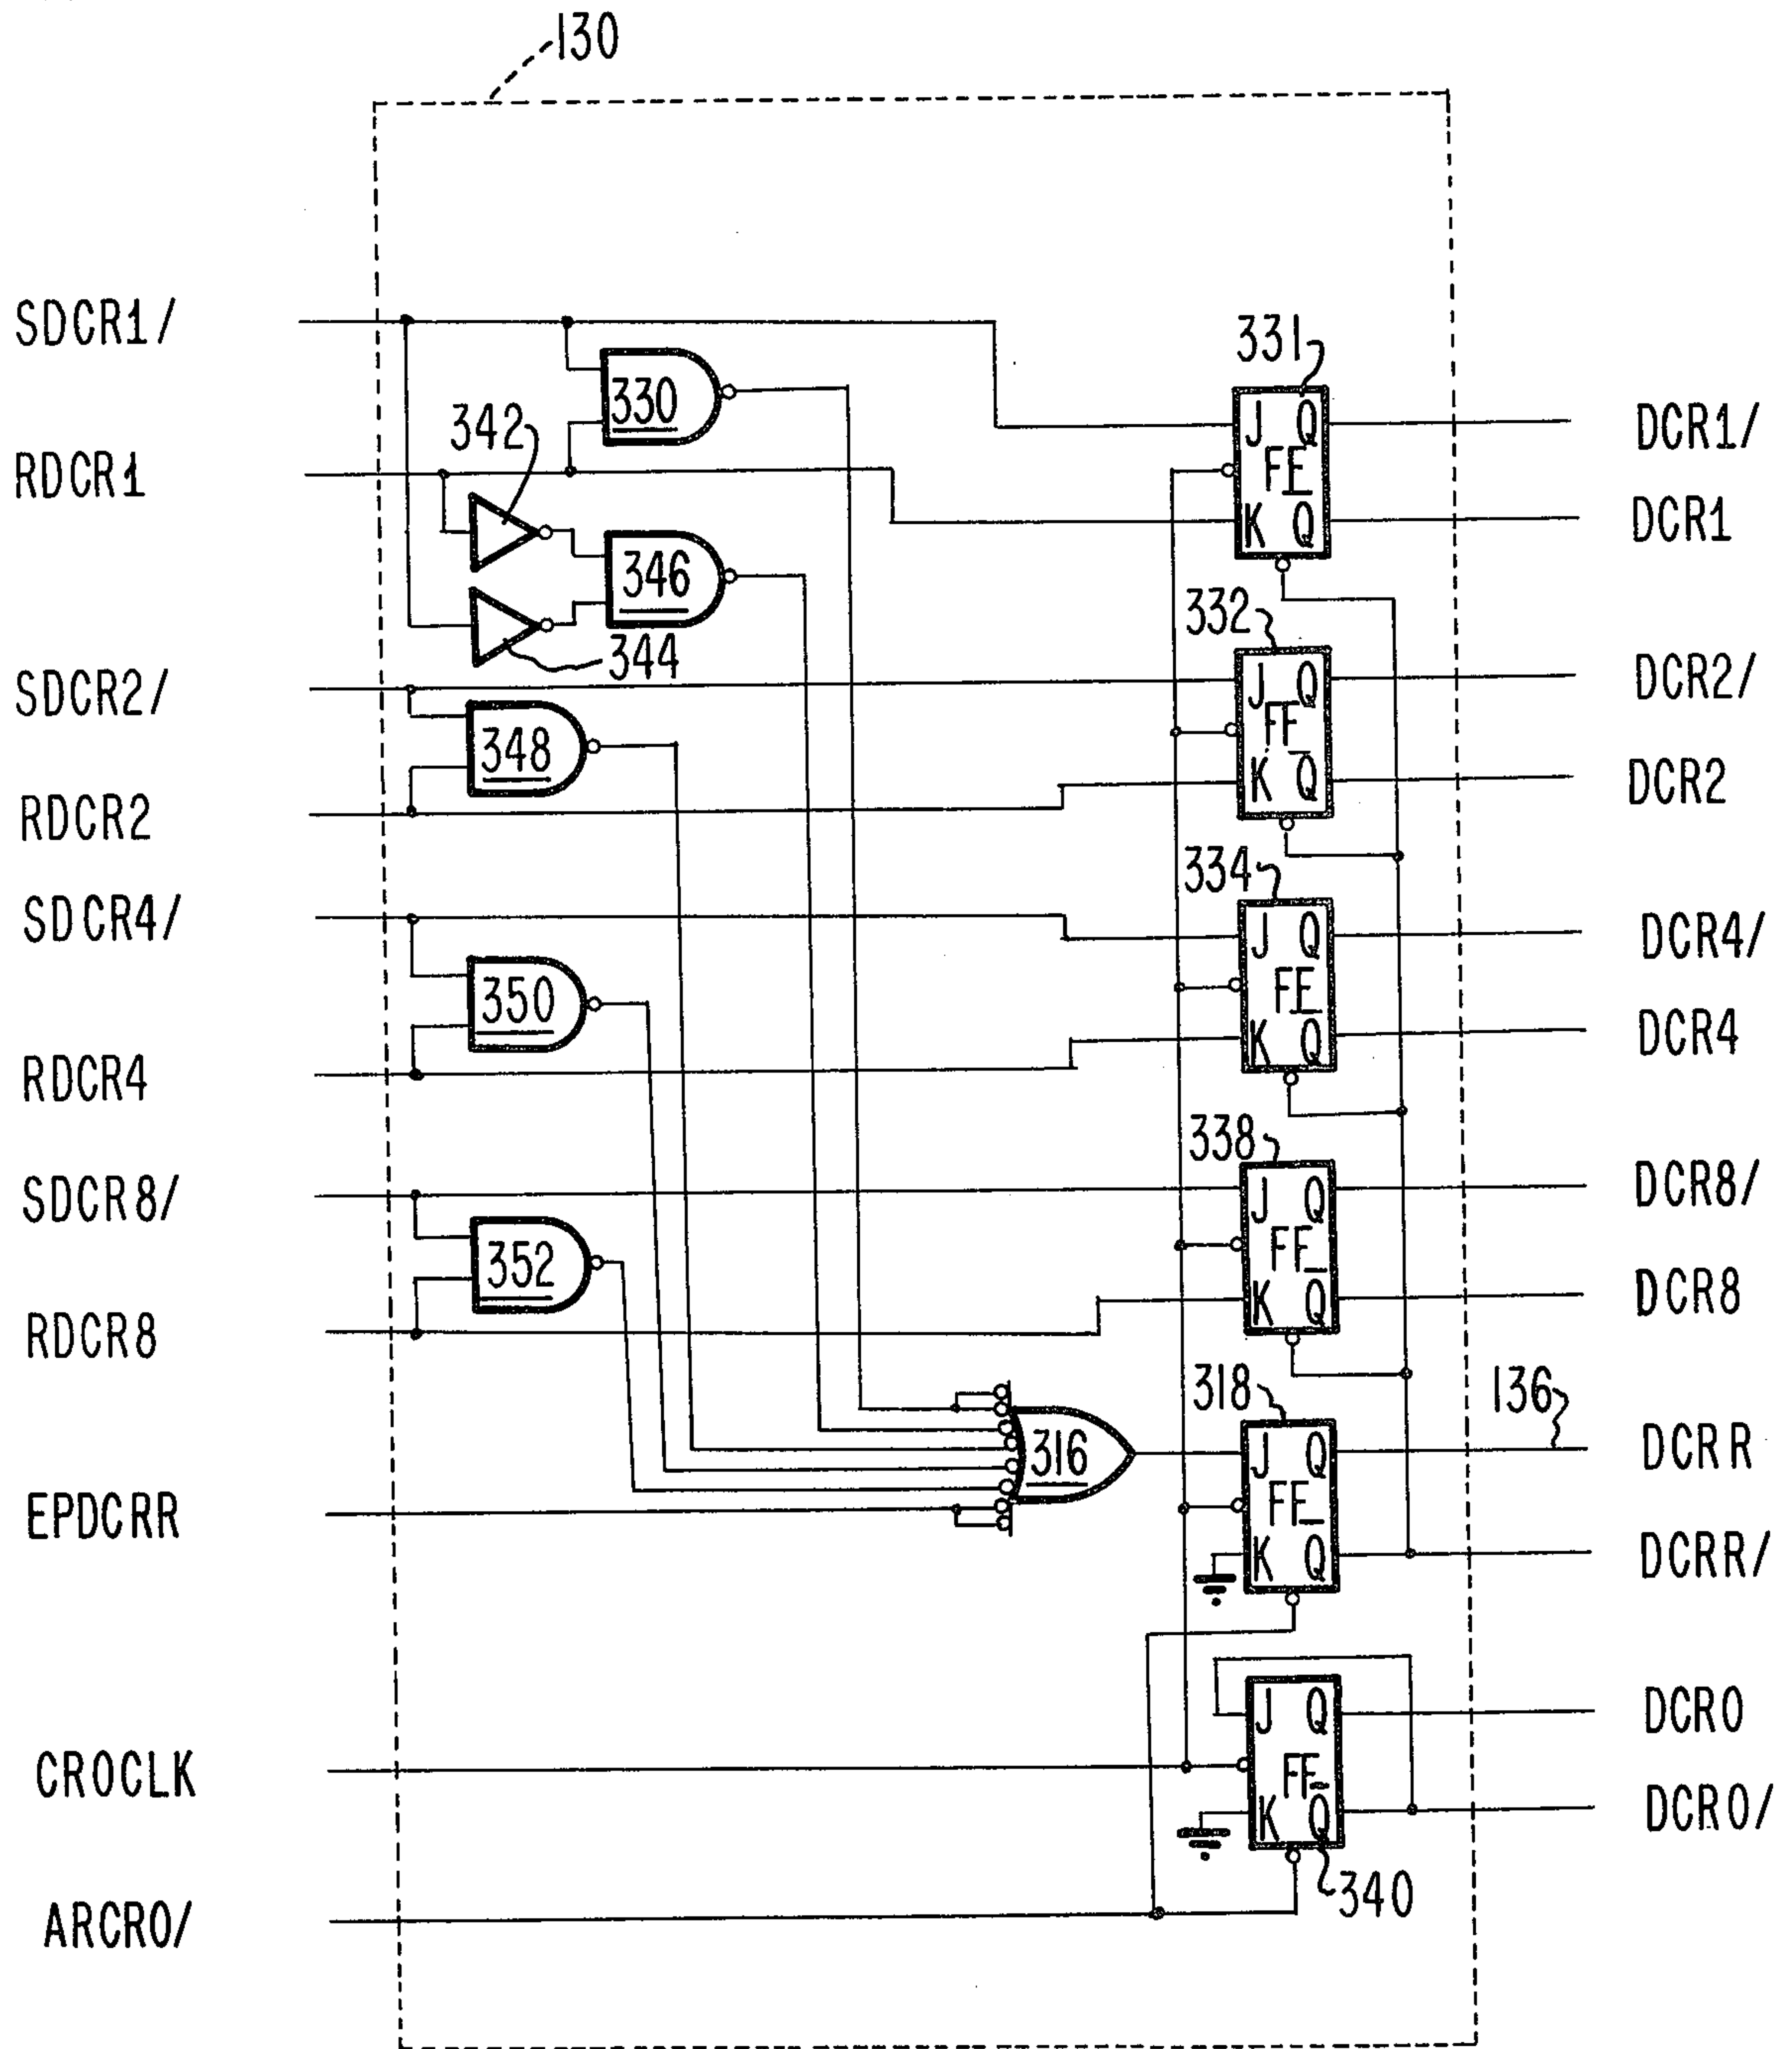 130
SDCR1/
330
342
RDCR1
346
344
331
J Q
FF
K Q
DCR1/
DCR1
SDCR2/
348
RDCR2
332
J Q
FF
K Q
DCR2/
DCR2
SDCR4/
350
RDCR4
334
J Q
FF
K Q
DCR4/
DCR4
SDCR8/
352
RDCR8
338
J Q
FF
K Q
DCR8/
DCR8
EPDCRR
316
318
J Q
FF
K Q
136
DCRR
DCRR/
CROCLK
J Q
FF
K Q
340
DCRO
DCRO/
ARCRO/